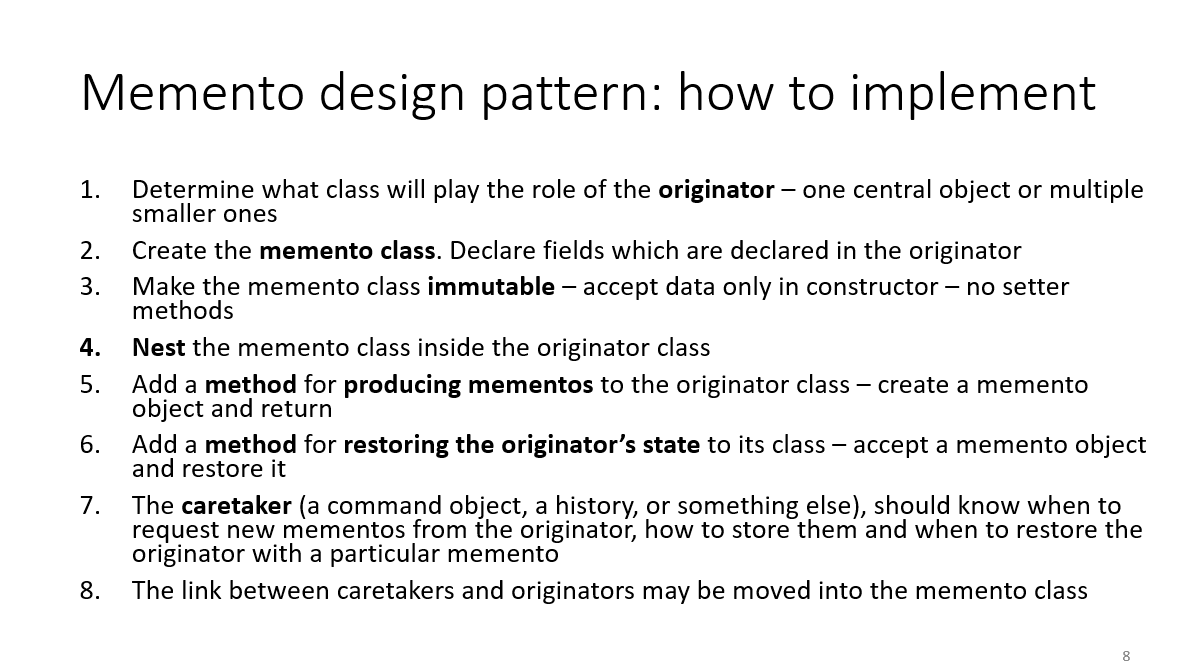 Memento design pattern: how to implement
1. Determine what class will play the role of the originator – one central object or multiple
smaller ones
2. Create the memento class. Declare fields which are declared in the originator
3. Make the memento class immutable – accept data only in constructor – no setter
methods
4. Nest the memento class inside the originator class
5. Add a method for producing mementos to the originator class – create a memento
object and return
6. Add a method for restoring the originator’s state to its class – accept a memento object
and restore it
7. The caretaker (a command object, a history, or something else), should know when to
request new mementos from the originator, how to store them and when to restore the
originator with a particular memento
8. The link between caretakers and originators may be moved into the memento class
8